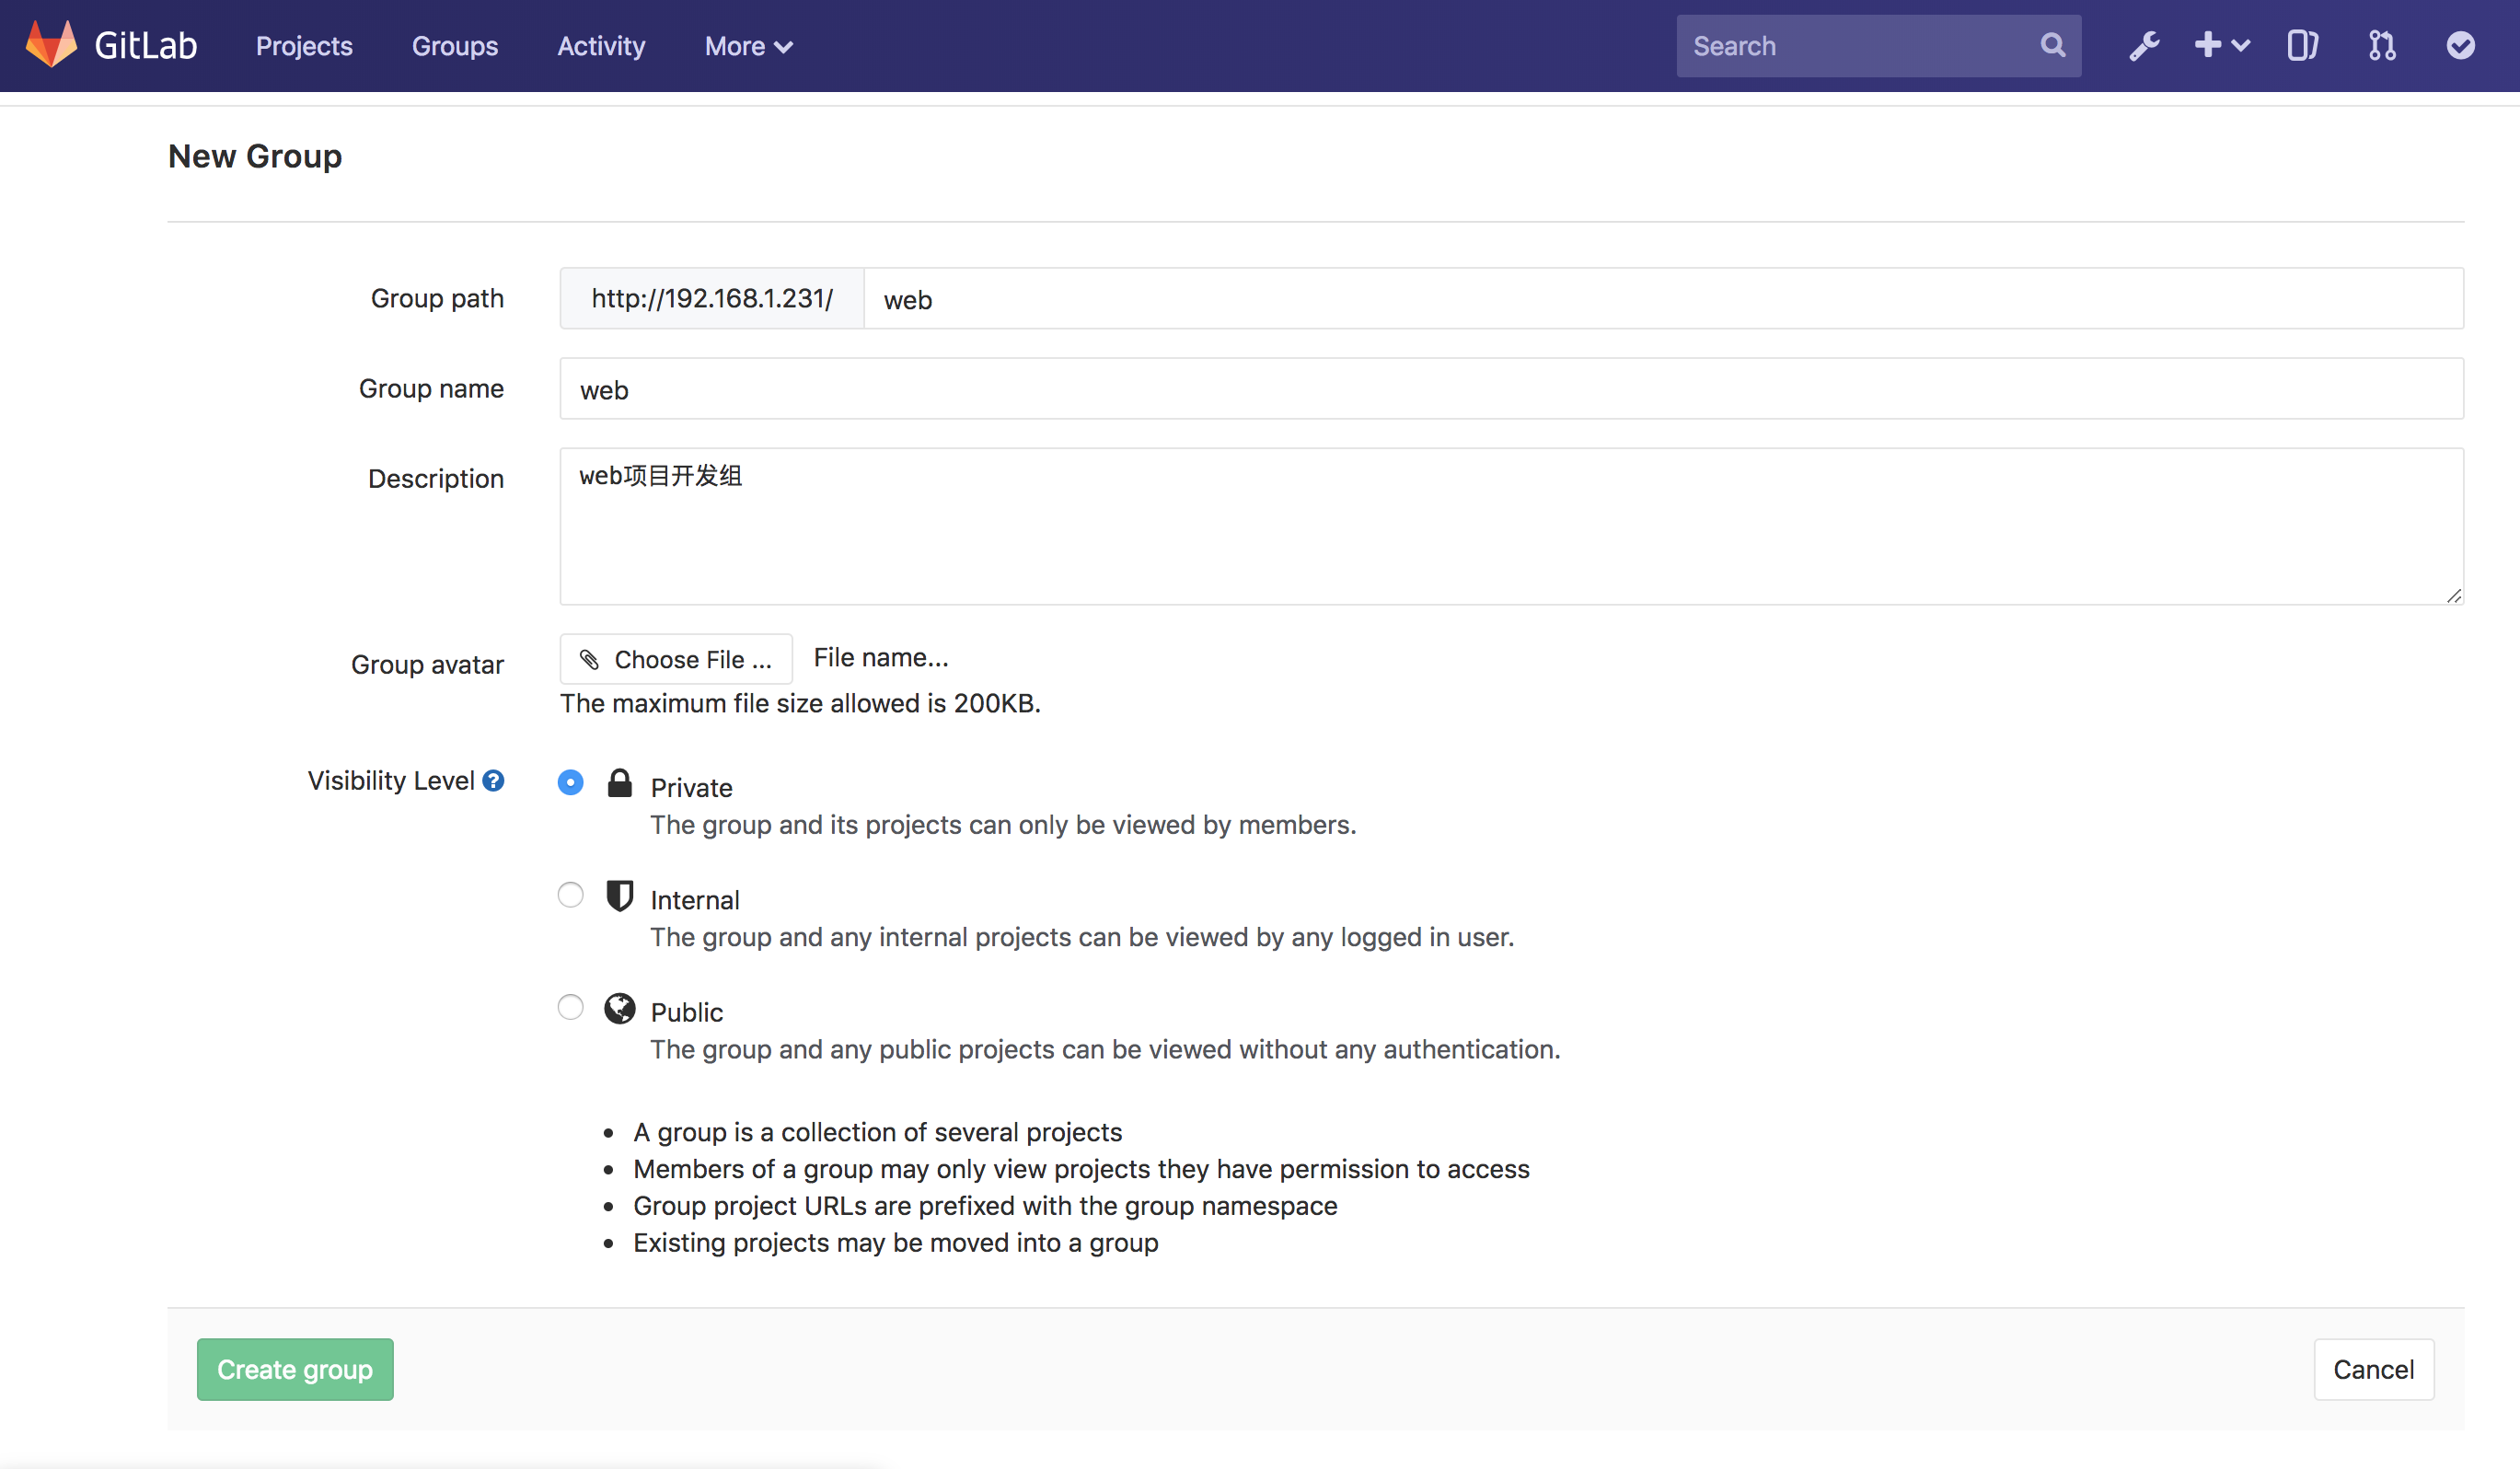 GitLab Projects Groups Activity More Search
New Group
Group path http://192.168.1.231/ web
Group name web
Description web项目开发组
Group avatar Choose File ... File name...
The maximum file size allowed is 200KB.
Visibility Level Private
The group and its projects can only be viewed by members.
Internal
The group and any internal projects can be viewed by any logged in user.
Public
The group and any public projects can be viewed without any authentication.
• A group is a collection of several projects
• Members of a group may only view projects they have permission to access
• Group project URLs are prefixed with the group namespace
• Existing projects may be moved into a group
Create group Cancel